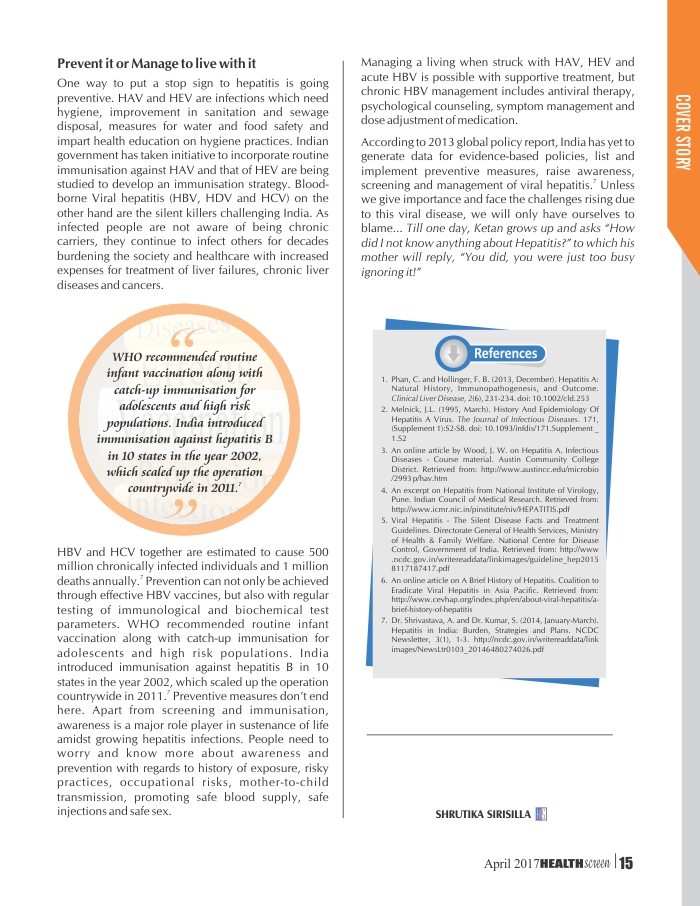 Prevent it or Manage to live with it
One way to put a stop sign to hepatitis is going
preventive. HAV and HEV are infections which need
hygiene, improvement in sanitation and sewage
disposal, measures for water and food safety and
impart health education on hygiene practices. Indian
government has taken initiative to incorporate routine
immunisation against HAV and that of HEV are being
studied to develop an immunisation strategy. Blood-
borne Viral hepatitis (HBV, HDV and HCV) on the
other hand are the silent killers challenging India. As
infected people are not aware of being chronic
carriers, they continue to infect others for decades
burdening the society and healthcare with increased
expenses for treatment of liver failures, chronic liver
diseases and cancers.
Diseases
“
WHO recommended routine
infant vaccination along with
catch-up immunisation for
adolescents and high risk
populations. India introduced
immunisation against hepatitis B
in 10 states in the year 2002,
which scaled up the operation
countrywide in 2011.7
”
HBV and HCV together are estimated to cause 500
million chronically infected individuals and 1 million
deaths annually.7 Prevention can not only be achieved
through effective HBV vaccines, but also with regular
testing of immunological and biochemical test
parameters. WHO recommended routine infant
vaccination along with catch-up immunisation for
adolescents and high risk populations. India
introduced immunisation against hepatitis B in 10
states in the year 2002, which scaled up the operation
countrywide in 2011.7 Preventive measures don’t end
here. Apart from screening and immunisation,
awareness is a major role player in sustenance of life
amidst growing hepatitis infections. People need to
worry and know more about awareness and
prevention with regards to history of exposure, risky
practices, occupational risks, mother-to-child
transmission, promoting safe blood supply, safe
injections and safe sex.
Managing a living when struck with HAV, HEV and
acute HBV is possible with supportive treatment, but
chronic HBV management includes antiviral therapy,
psychological counseling, symptom management and
dose adjustment of medication.
According to 2013 global policy report, India has yet to
generate data for evidence-based policies, list and
implement preventive measures, raise awareness,
screening and management of viral hepatitis.7 Unless
we give importance and face the challenges rising due
to this viral disease, we will only have ourselves to
blame... Till one day, Ketan grows up and asks “How
did I not know anything about Hepatitis?” to which his
mother will reply, “You did, you were just too busy
ignoring it!”
References
1. Phan, C. and Hollinger, F. B. (2013, December). Hepatitis A:
Natural History, Immunopathogenesis, and Outcome.
Clinical Liver Disease, 2(6), 231-234. doi: 10.1002/cld.253
2. Melnick, J.L. (1995, March). History And Epidemiology Of
Hepatitis A Virus. The Journal of Infectious Diseases. 171,
(Supplement 1):S2-S8. doi: 10.1093/infdis/171.Supplement _
1.S2
3. An online article by Wood, J. W. on Hepatitis A. Infectious
Diseases - Course material. Austin Community College
District. Retrieved from: http://www.austincc.edu/microbio
/2993p/hav.htm
4. An excerpt on Hepatitis from National Institute of Virology,
Pune. Indian Council of Medical Research. Retrieved from:
http://www.icmr.nic.in/pinstitute/niv/HEPATITIS.pdf
5. Viral Hepatitis - The Silent Disease Facts and Treatment
Guidelines. Directorate General of Health Services, Ministry
of Health & Family Welfare. National Centre for Disease
Control, Government of India. Retrieved from: http://www
.ncdc.gov.in/writereaddata/linkimages/guideline_hep2015
8117187417.pdf
6. An online article on A Brief History of Hepatitis. Coalition to
Eradicate Viral Hepatitis in Asia Pacific. Retrieved from:
http://www.cevhap.org/index.php/en/about-viral-hepatitis/a-
brief-history-of-hepatitis
7. Dr. Shrivastava, A. and Dr. Kumar, S. (2014, January-March).
Hepatitis in India: Burden, Strategies and Plans. NCDC
Newsletter, 3(1), 1-3. http://ncdc.gov.in/writereaddata/link
images/NewsLtr0103_20146480274026.pdf
SHRUTIKA SIRISILLA
COVER STORY
April 2017 HEALTHscreen 15